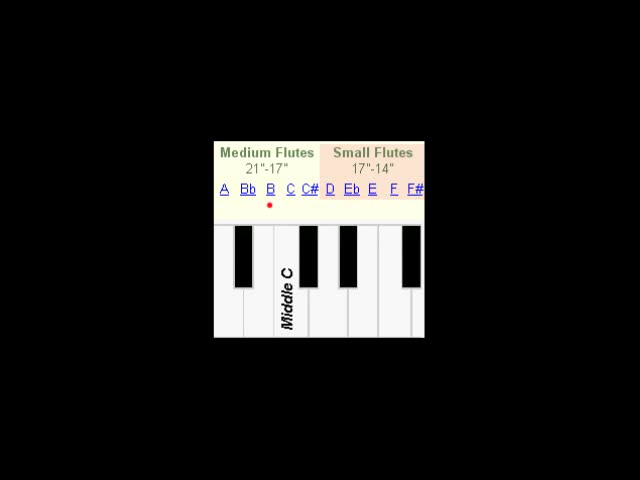 Medium Flutes Small Flutes
21"-17" 17"-14"
A Bb B C C# D Eb E F F#
Middle C